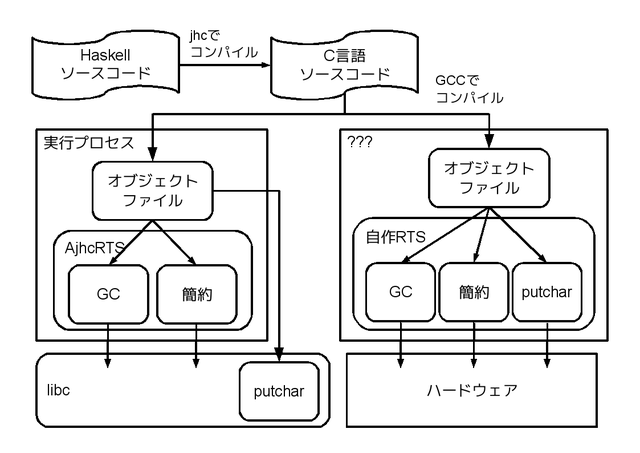 jhcで
コンパイル
Haskell
ソースコード
C言語
ソースコード
GCCで
コンパイル
実行プロセス
オブジェクト
ファイル
AjhcRTS
GC
簡約
libc
putchar
???
オブジェクト
ファイル
自作RTS
GC
簡約
putchar
ハードウェア